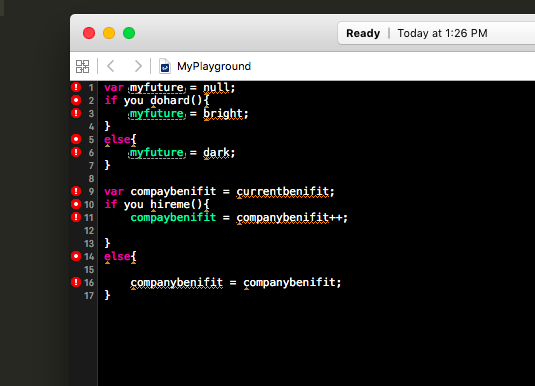 Ready | Today at 1:26 PM
MyPlayground
1 var myfuture = null;
2 if you dohard(){
3 myfuture = bright;
4 }
5 else{
6 myfuture = dark;
7 }
8
9 var compaybenifit = currentbenifit;
10 if you hireme(){
11 compaybenifit = companybenifit++;
12
13 }
14 else{
15
16 companybenifit = companybenifit;
17 }